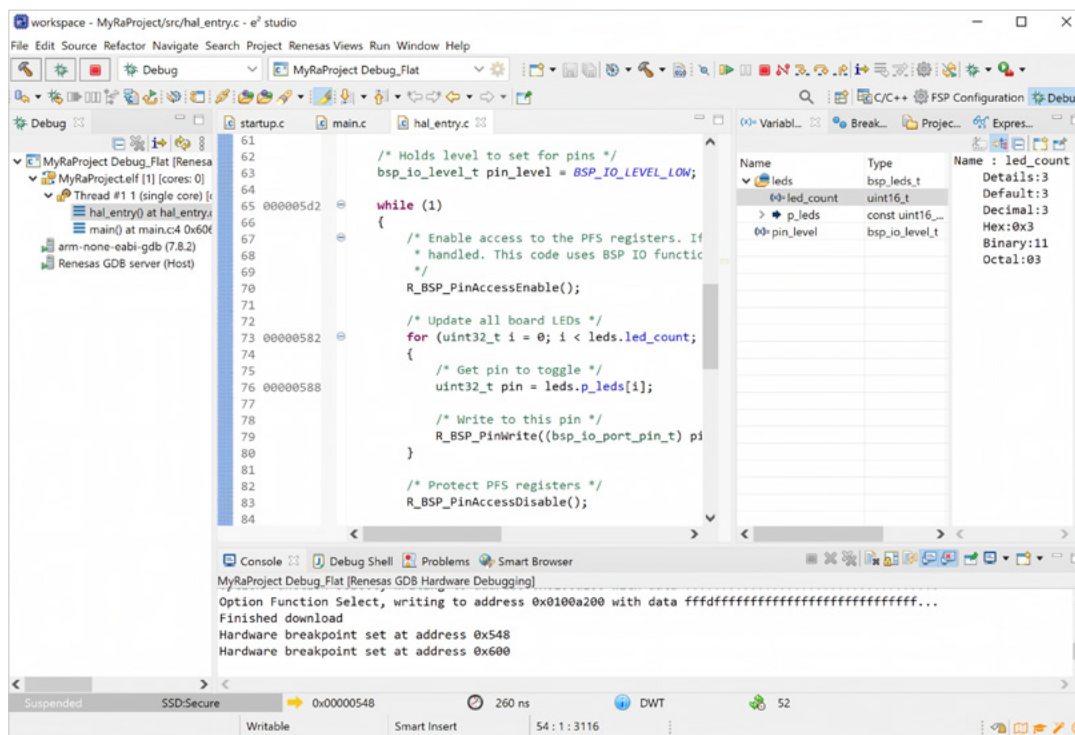 workspace - MyRaProject/src/hal_entry.c - e² studio
File Edit Source Refactor Navigate Search Project Renesas Views Run Window Help
Debug MyRaProject Debug_Flat
C/C++ FSP Configuration Debu
Debug
MyRaProject Debug_Flat [Renesa
MyRaProject.elf [1] [cores: 0]
Thread #1 1 (single core) [
hal_entry() at hal_entry.
main() at main.c:4 0x606
arm-none-eabi-gdb (7.8.2)
Renesas GDB server (Host)
startup.c main.c hal_entry.c
61
62 /* Holds level to set for pins */
63 bsp_io_level_t pin_level = BSP_IO_LEVEL_LOW;
64
65 000005d2 while (1)
66 {
67 /* Enable access to the PFS registers. If
68 * handled. This code uses BSP IO functio
69 */
70 R_BSP_PinAccessEnable();
71
72 /* Update all board LEDs */
73 00000582 for (uint32_t i = 0; i < leds.led_count;
74 {
75 /* Get pin to toggle */
76 00000588 uint32_t pin = leds.p_leds[i];
77
78 /* Write to this pin */
79 R_BSP_PinWrite((bsp_io_port_pin_t) pi
80 }
81
82 /* Protect PFS registers */
83 R_BSP_PinAccessDisable();
84
Variabl... Break... Projec... Expres...
Name Type
leds bsp_leds_t
led_count uint16_t
p_leds const uint16_...
pin_level bsp_io_level_t
Name : led_count
Details:3
Default:3
Decimal:3
Hex:0x3
Binary:11
Octal:03
Console Debug Shell Problems Smart Browser
MyRaProject Debug_Flat [Renesas GDB Hardware Debugging]
Option Function Select, writing to address 0x0100a200 with data fffdffffffffffffffffffffffffffff...
Finished download
Hardware breakpoint set at address 0x548
Hardware breakpoint set at address 0x600
Suspended SSD:Secure 0x00000548 260 ns DWT 52
Writable Smart Insert 54 : 1 : 3116